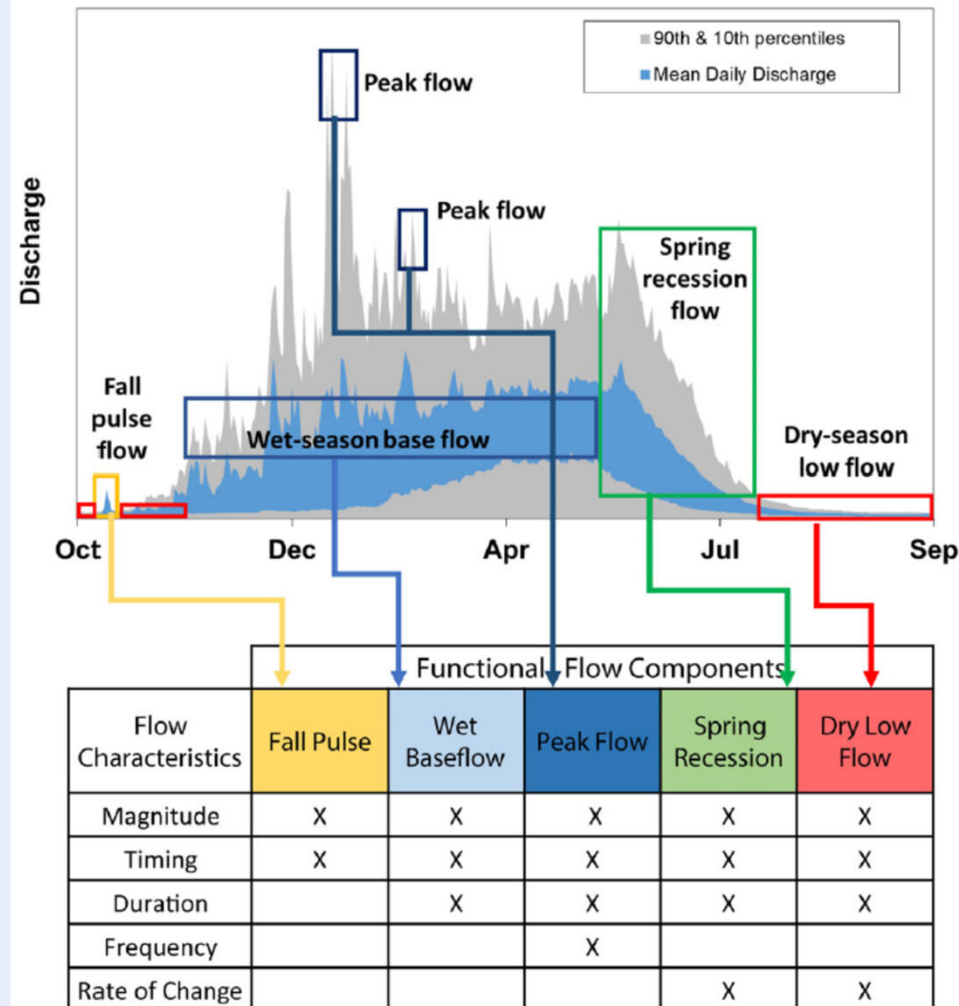 90th & 10th percentiles
Mean Daily Discharge
Peak flow
Peak flow
Discharge
Spring
recession
flow
Fall
pulse
flow
Wet-season base flow
Dry-season
low flow
Oct Dec Apr Jul Sep
Functional Flow Components
Flow
Characteristics
Fall Pulse
Wet
Baseflow
Peak Flow
Spring
Recession
Dry Low
Flow
Magnitude X X X X X
Timing X X X X X
Duration X X X X
Frequency X
Rate of Change X X